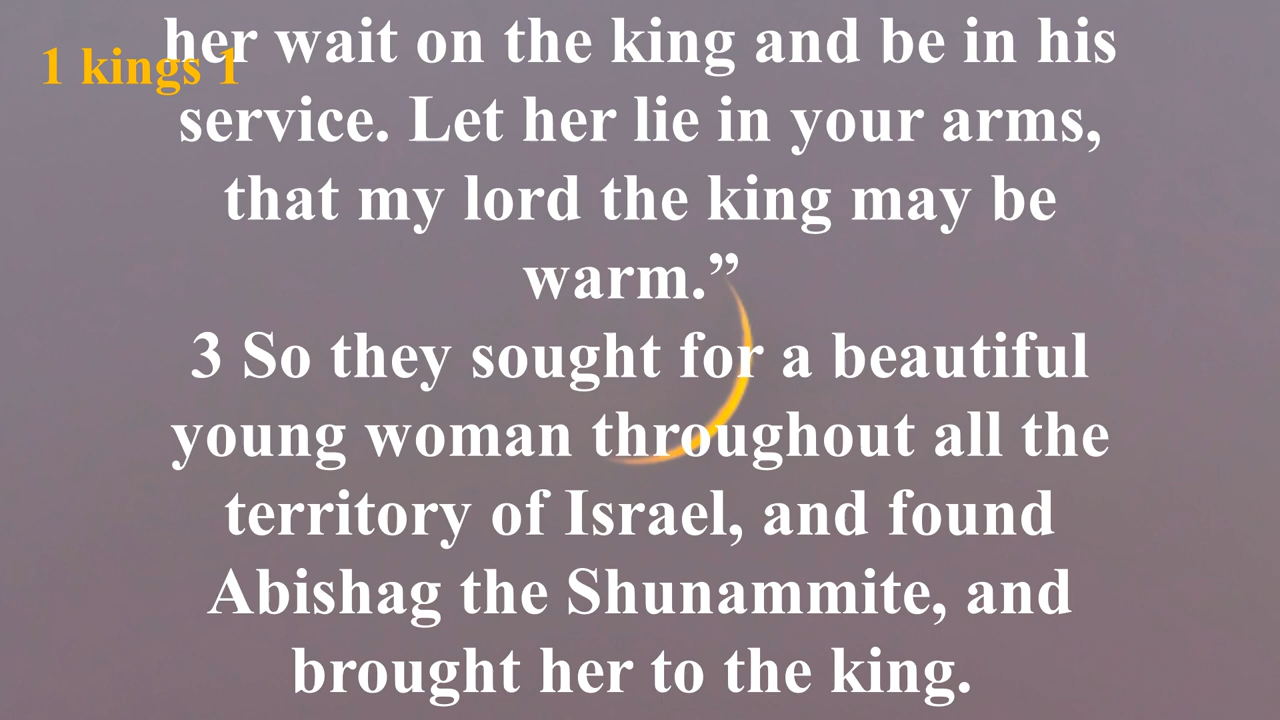 1 kings 1
her wait on the king and be in his
service. Let her lie in your arms,
that my lord the king may be
warm.”
3 So they sought for a beautiful
young woman throughout all the
territory of Israel, and found
Abishag the Shunammite, and
brought her to the king.